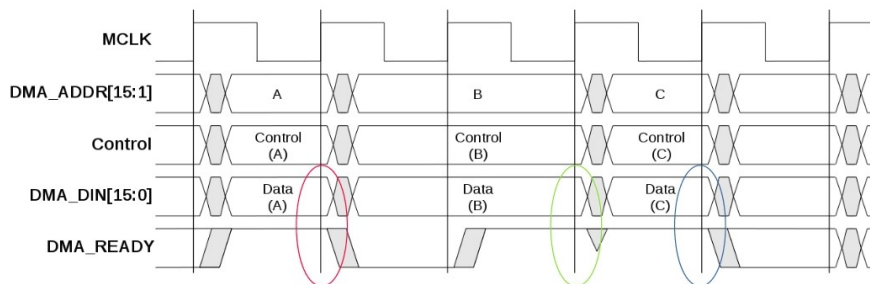 MCLK
DMA_ADDR[15:1]
A
B
C
Control
Control
(A)
Control
(B)
Control
(C)
DMA_DIN[15:0]
Data
(A)
Data
(B)
Data
(C)
DMA_READY